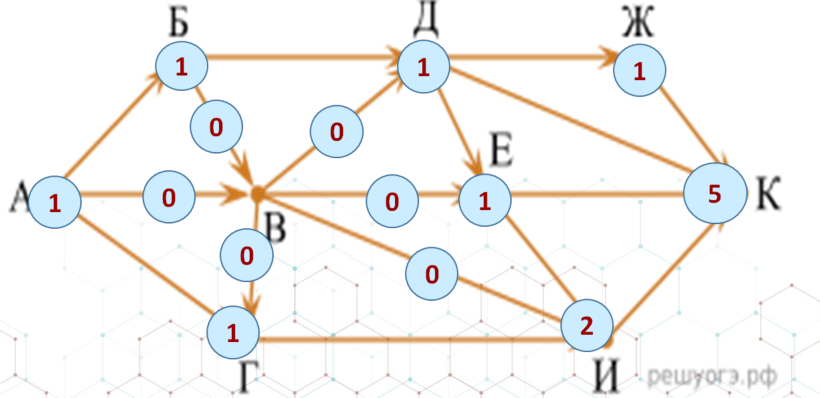 Б Д Ж
1 1 1
0 0
Е
А 1 0 0 1 5 К
В
0 0
1 2
Г И решуогэ.рф